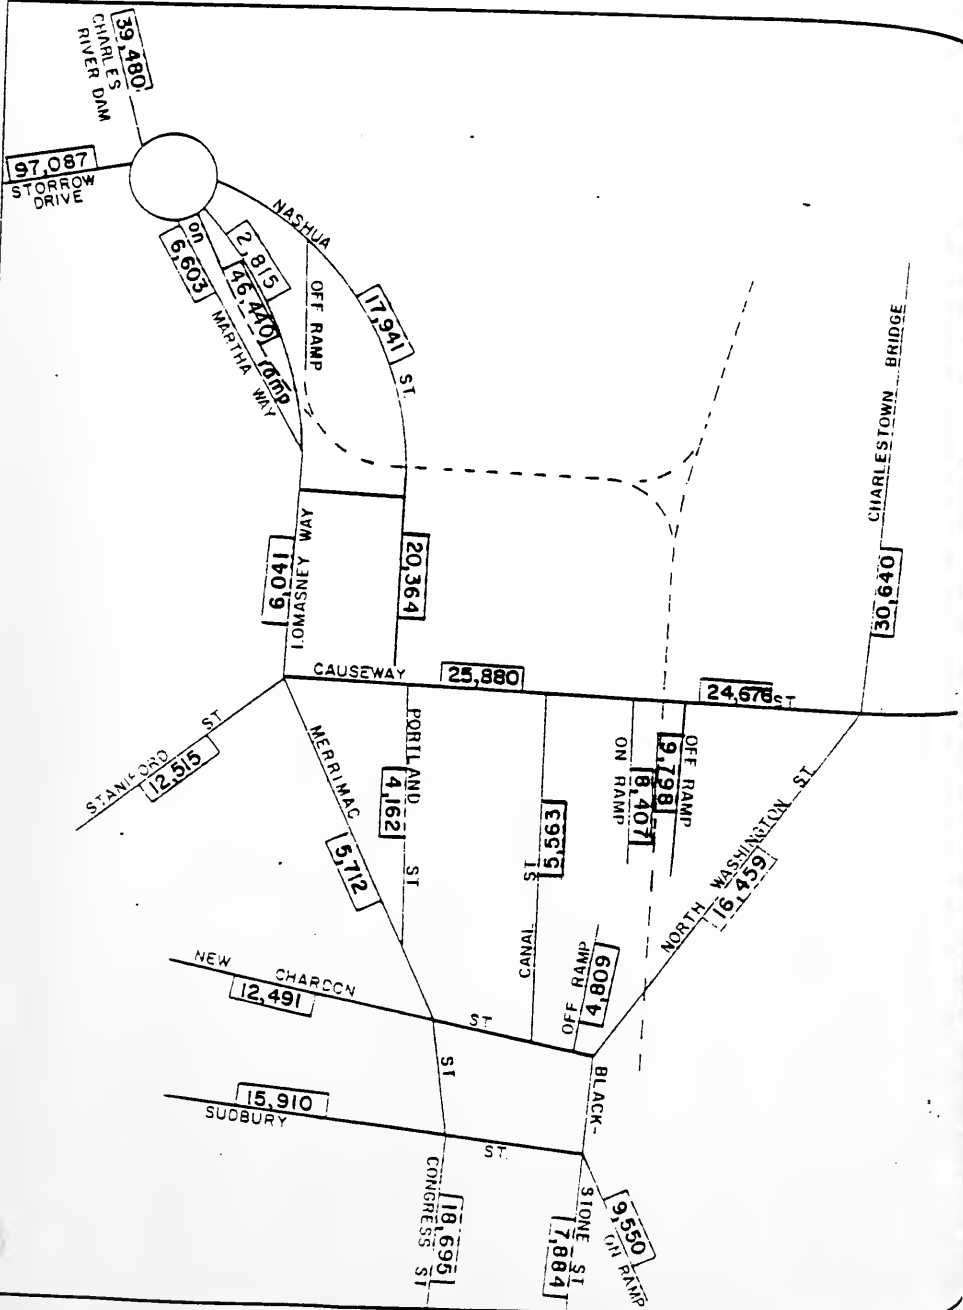 39,480
CHARLES
RIVER DAM
97,087
STORROW
DRIVE
NASHUA
ST.
17,941
2,815
on
46,440
ramp
6,603
MARTHA WAY
OFF RAMP
CHARLESTOWN BRIDGE
30,640
LOMASNEY WAY
6,041
20,364
CAUSEWAY
25,880
24,678
ST
STANIFORD ST
12,515
MERRIMAC
5,712
ST
PORTLAND
4,162
ST
OFF RAMP
9,798
ON RAMP
8,407
5,563
CANAL ST
NORTH WASHINGTON ST.
16,459
OFF RAMP
4,809
NEW CHARDON
ST
12,491
15,910
SUDBURY
ST.
BLACK-
STONE ST
7,884
9,550
ON RAMP
CONGRESS ST
18,695